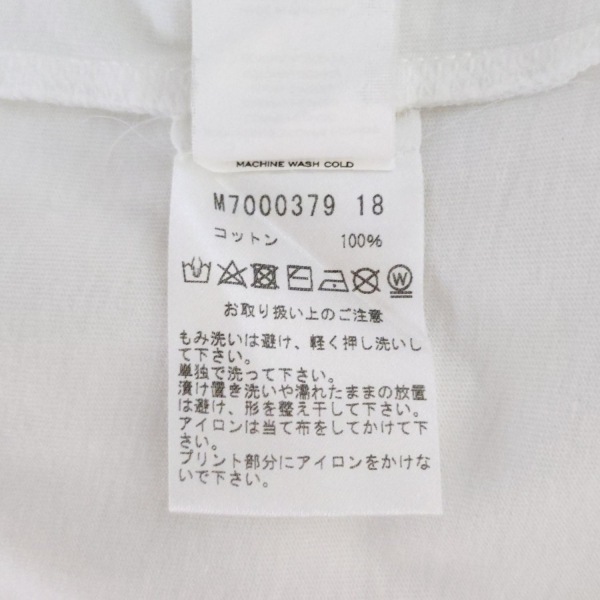 MACHINE WASH COLD
M7000379 18
コットン 100%
W
お取り扱い上のご注意
もみ洗いは避け、軽く押し洗いし
て下さい。
単独で洗って下さい。
漬け置き洗いや濡れたままの放置
は避け、形を整え干して下さい。
アイロンは当て布をしてかけて下
さい。
プリント部分にアイロンをかけな
いで下さい。